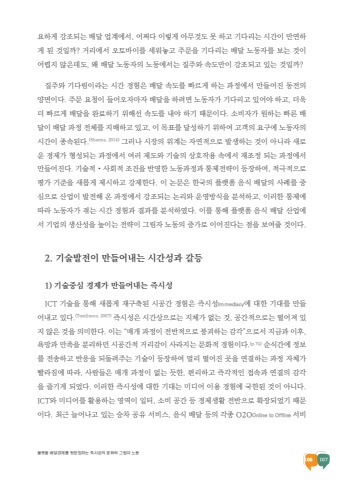 요하게 강조되는 배달 업계에서, 어쩌다 이렇게 아무것도 못 하고 기다리는 시간이 만연하
게 된 것일까? 거리에서 오토바이를 세워놓고 주문을 기다리는 배달 노동자를 보는 것이
어렵지 않은데도, 왜 배달 노동자의 노동에서는 질주와 속도만이 강조되고 있는 것일까?
질주와 기다림이라는 시간 경험은 배달 속도를 빠르게 하는 과정에서 만들어진 동전의
양면이다. 주문 요청이 들어오자마자 배달을 하려면 노동자가 기다리고 있어야 하고, 더욱
더 빠르게 배달을 완료하기 위해선 속도를 내야 하기 때문이다. 소비자가 원하는 빠른 배
달이 배달 과정 전체를 지배하고 있고, 이 목표를 달성하기 위하여 고객의 요구에 노동자의
시간이 종속된다.(Sharma, 2014) 그러나 시장의 위계는 자연적으로 발생하는 것이 아니라 새로
운 경제가 형성되는 과정에서 여러 제도와 기술의 상호작용 속에서 재조정 되는 과정에서
만들어진다. 기술적·사회적 조건을 반영한 노동과정과 통제전략이 등장하여, 적극적으로
평가 기준을 새롭게 제시하고 강제한다. 이 논문은 한국의 플랫폼 음식 배달의 사례를 중
심으로 산업이 발전해 온 과정에서 강조되는 논리와 운영방식을 분석하고, 이러한 통제에
따라 노동자가 겪는 시간 경험과 결과를 분석하였다. 이를 통해 플랫폼 음식 배달 산업에
서 기업의 생산성을 높이는 전략이 그림자 노동의 증가로 이어진다는 점을 보여줄 것이다.
2. 기술발전이 만들어내는 시간성과 갈등
1) 기술중심 경제가 만들어내는 즉시성
ICT 기술을 통해 새롭게 재구축된 시공간 경험은 즉시성immediacy에 대한 기대를 만들
어내고 있다.(Tomlinson, 2007) 즉시성은 시간상으로는 지체가 없는 것, 공간적으로는 떨어져 있
지 않은 것을 의미한다. 이는 "매개 과정이 전반적으로 붕괴하는 감각"으로서 지금과 이후,
욕망과 만족을 분리하던 시공간적 거리감이 사라지는 문화적 경험이다.(p.74) 순식간에 정보
를 전송하고 반응을 되돌려주는 기술이 등장하여 멀리 떨어진 곳을 연결하는 과정 자체가
빨라짐에 따라, 사람들은 매개 과정이 없는 듯한, 편리하고 즉각적인 접속과 연결의 감각
을 즐기게 되었다. 이러한 즉시성에 대한 기대는 미디어 이용 경험에 국한된 것이 아니다.
ICT와 미디어를 활용하는 영역이 일터, 소비 공간 등 경제생활 전반으로 확장되었기 때문
이다. 최근 늘어나고 있는 승차 공유 서비스, 음식 배달 등의 각종 O2OOnline to Offline 서비
106 107